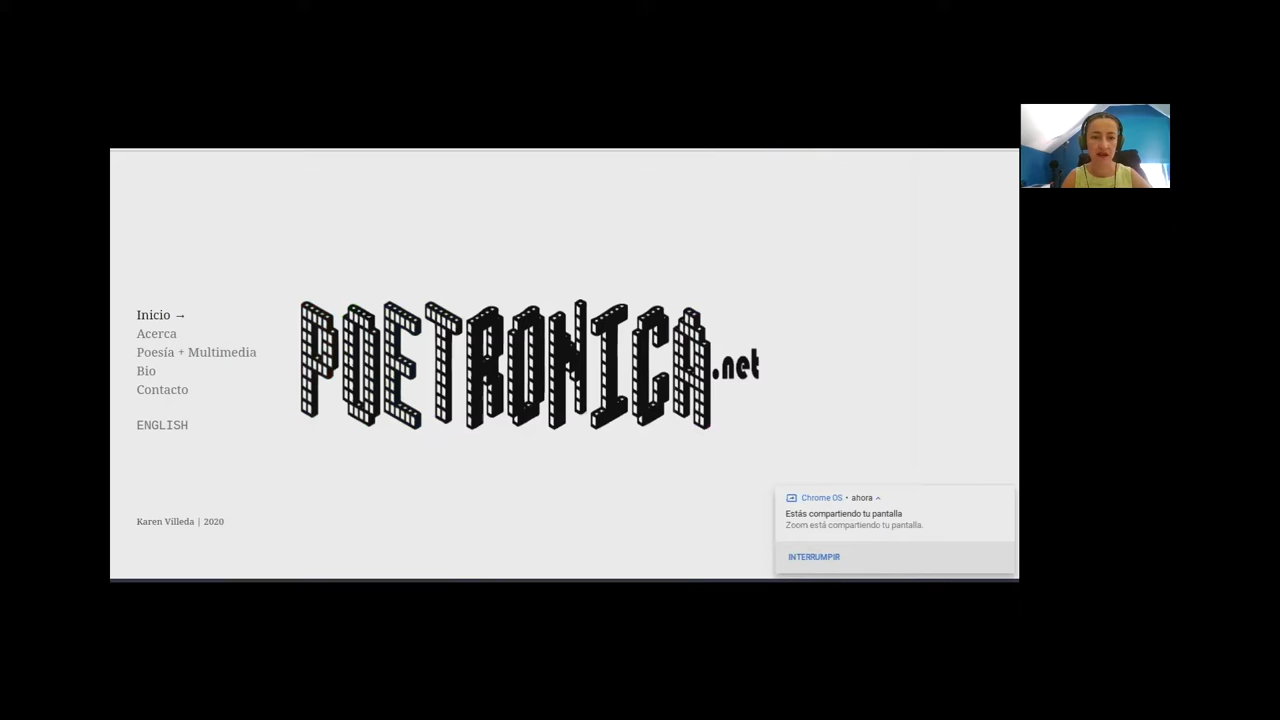 Inicio →
Acerca
Poesía + Multimedia
Bio
Contacto
ENGLISH
Karen Villeda | 2020
POETRONICA.net
Chrome OS • ahora
Estás compartiendo tu pantalla
Zoom está compartiendo tu pantalla.
INTERRUMPIR